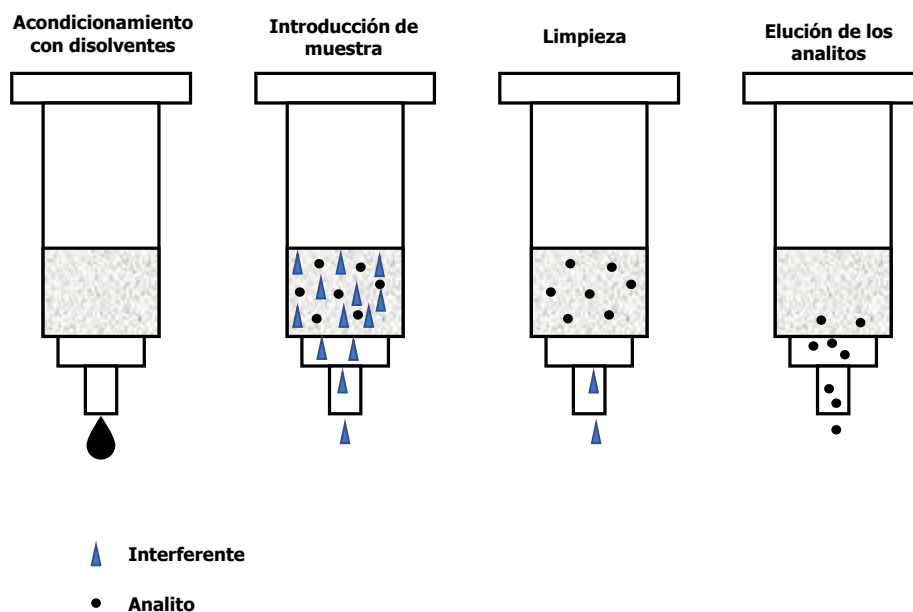 Acondicionamiento
con disolventes
Introducción de
muestra
Limpieza
Elución de los
analitos
Interferente
Analito